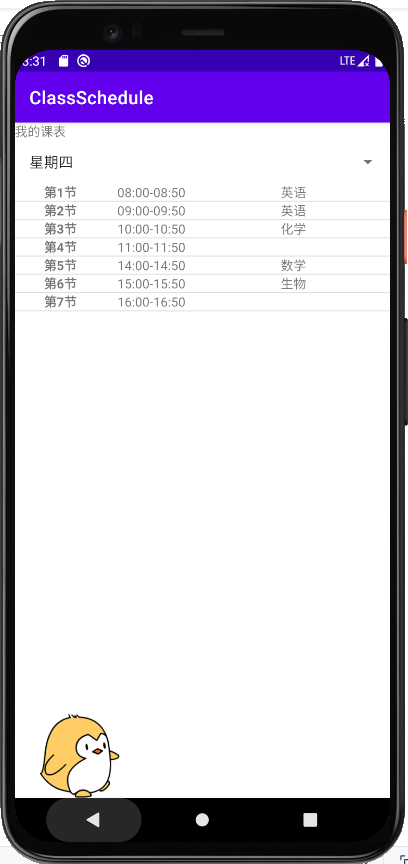 3:31 LTE
ClassSchedule
我的课表
星期四
第1节 08:00-08:50 英语
第2节 09:00-09:50 英语
第3节 10:00-10:50 化学
第4节 11:00-11:50
第5节 14:00-14:50 数学
第6节 15:00-15:50 生物
第7节 16:00-16:50